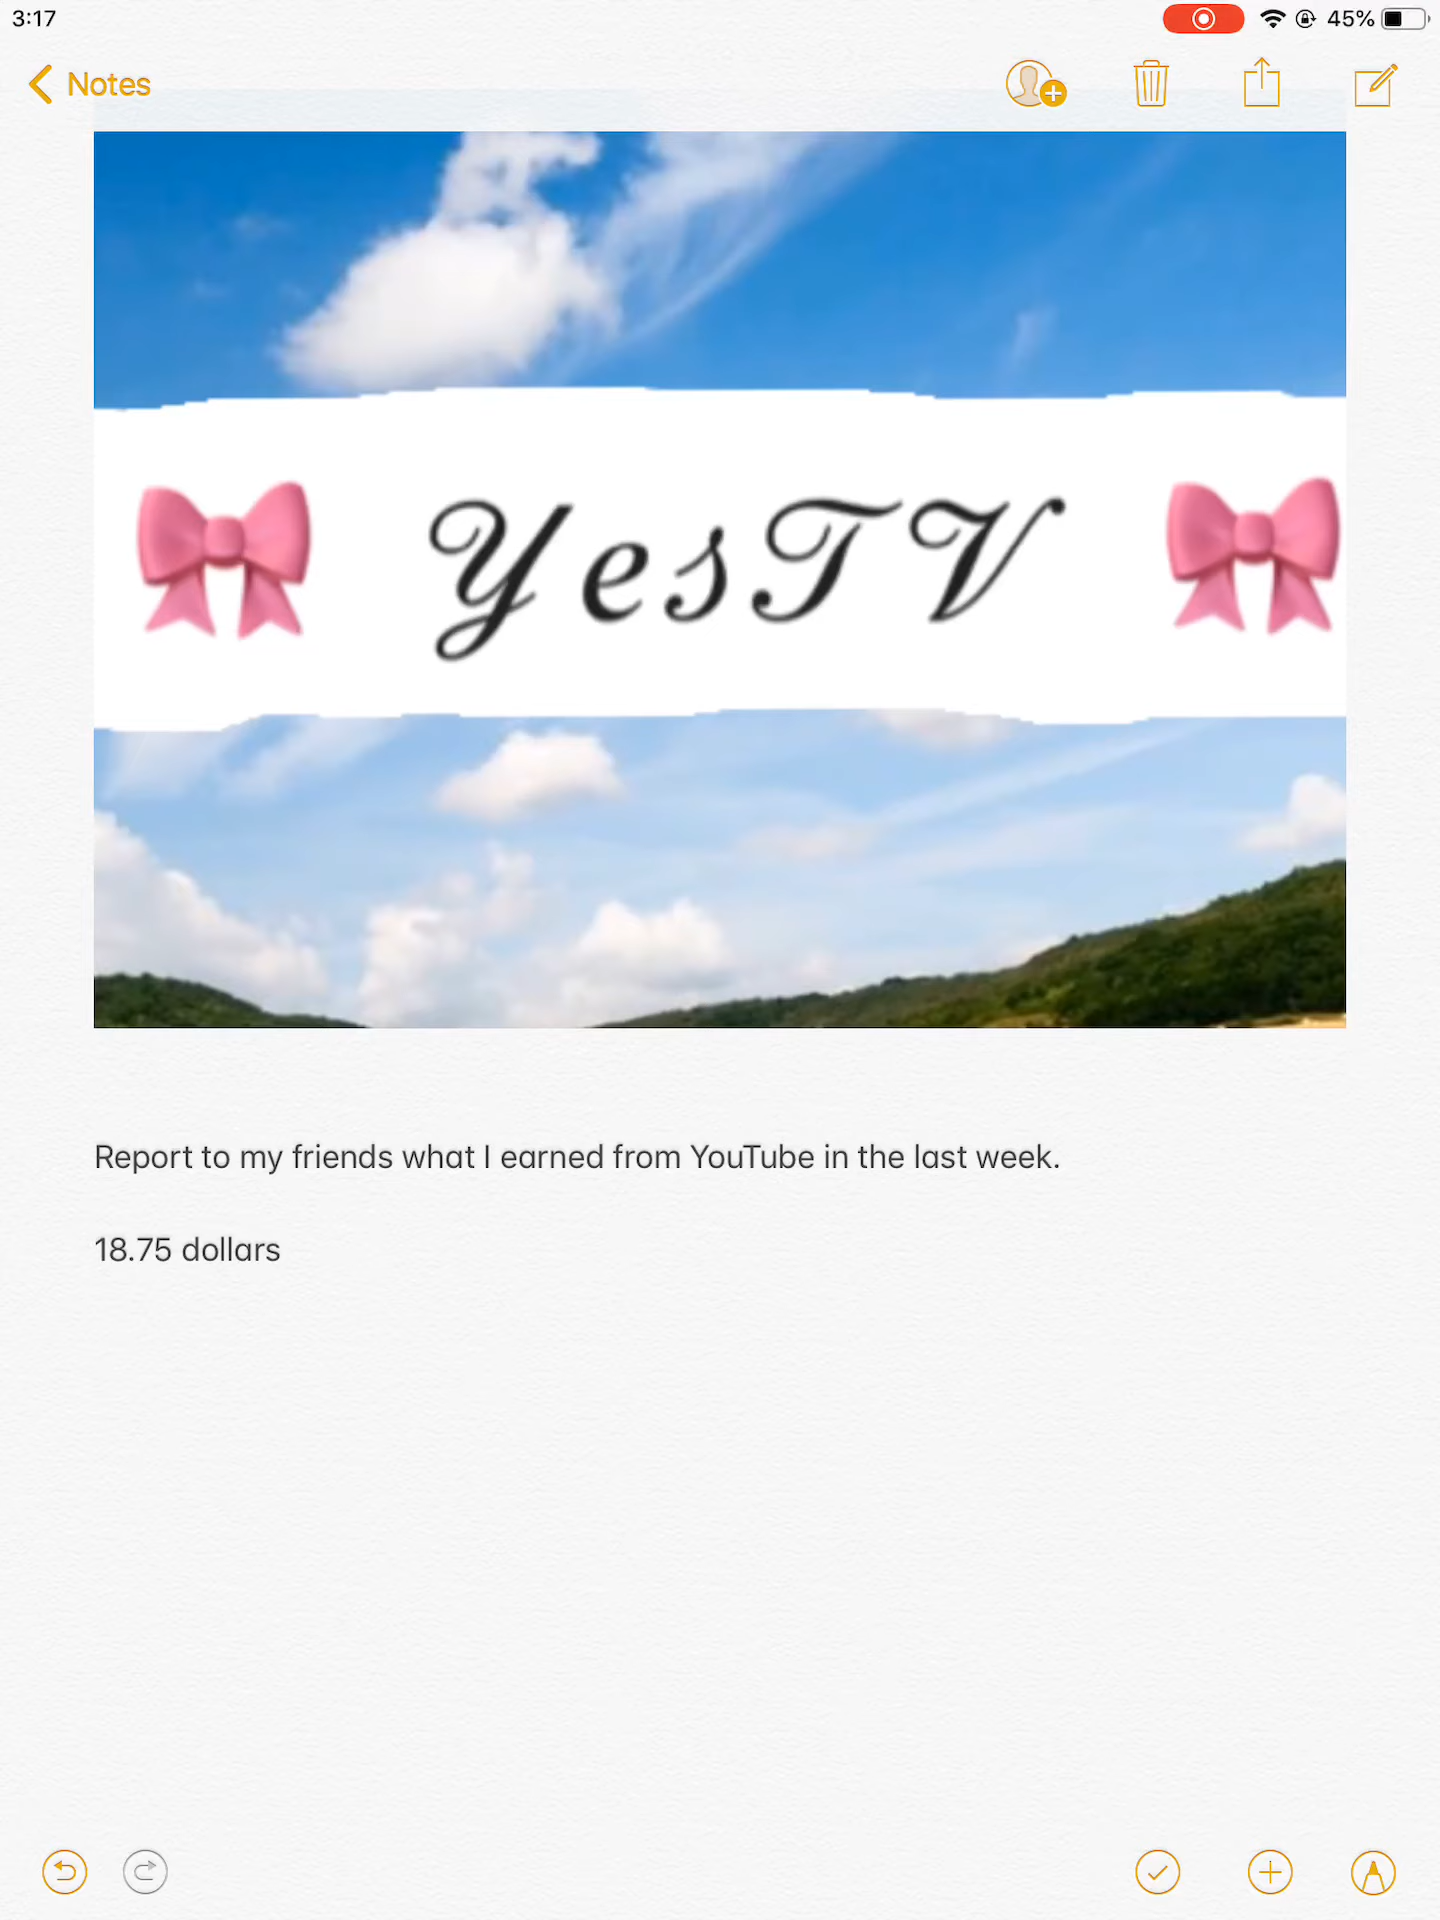 3:17
45%
Notes
YesTV
Report to my friends what I earned from YouTube in the last week.
18.75 dollars